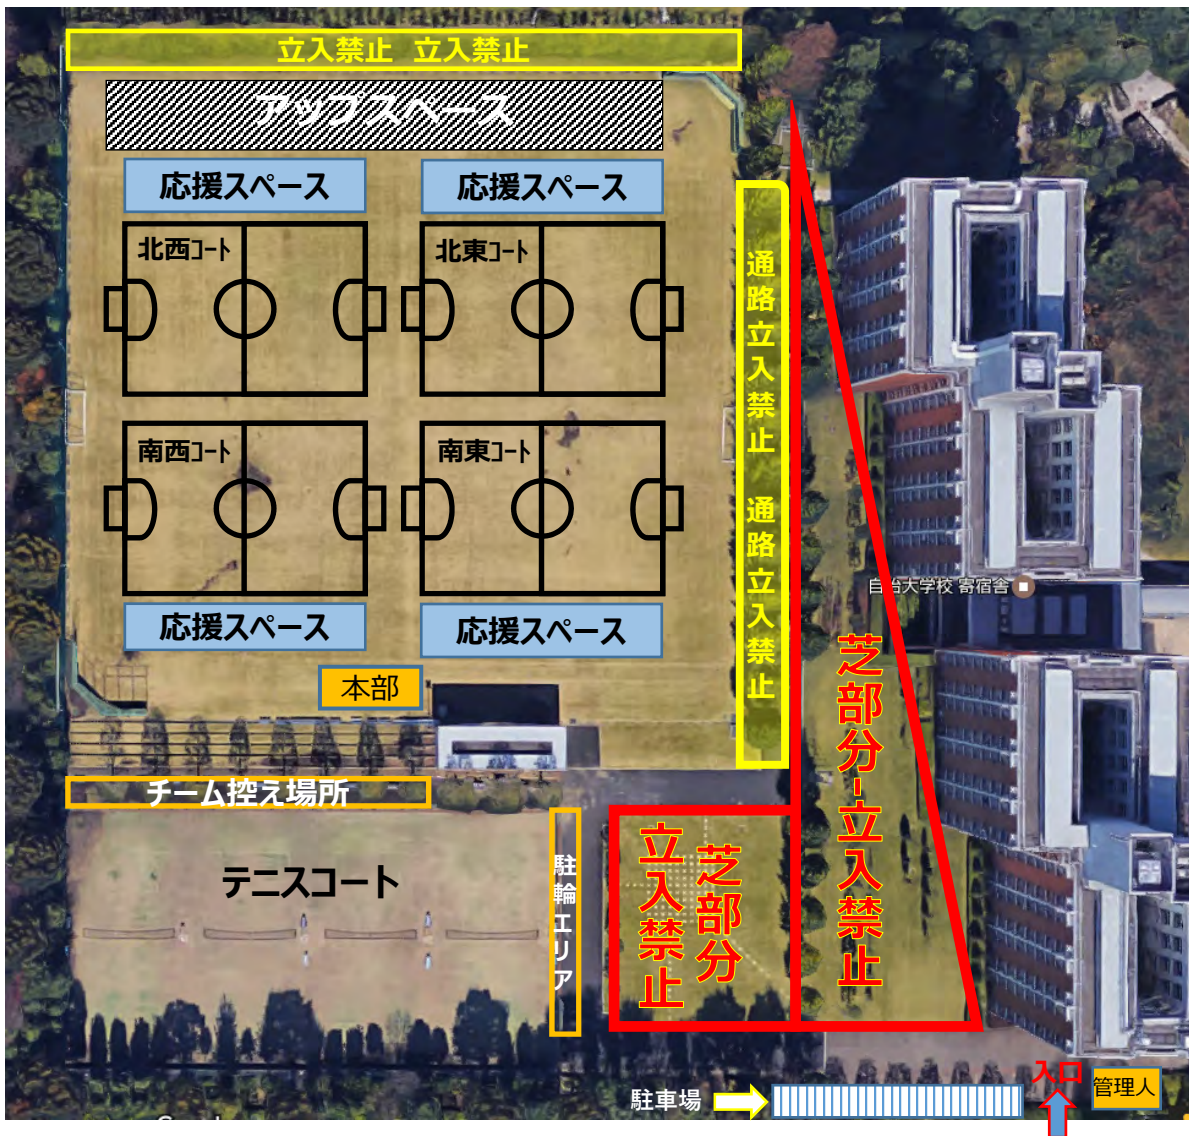 立入禁止 立入禁止
アップスペース
応援スペース
応援スペース
北西コート
北東コート
通路立入禁止 通路立入禁止
南西コート
南東コート
自治大学校 寄宿舎
応援スペース
応援スペース
芝部分-立入禁止
本部
チーム控え場所
テニスコート
駐輪エリア
芝部分
立入禁止
入口
管理人
駐車場